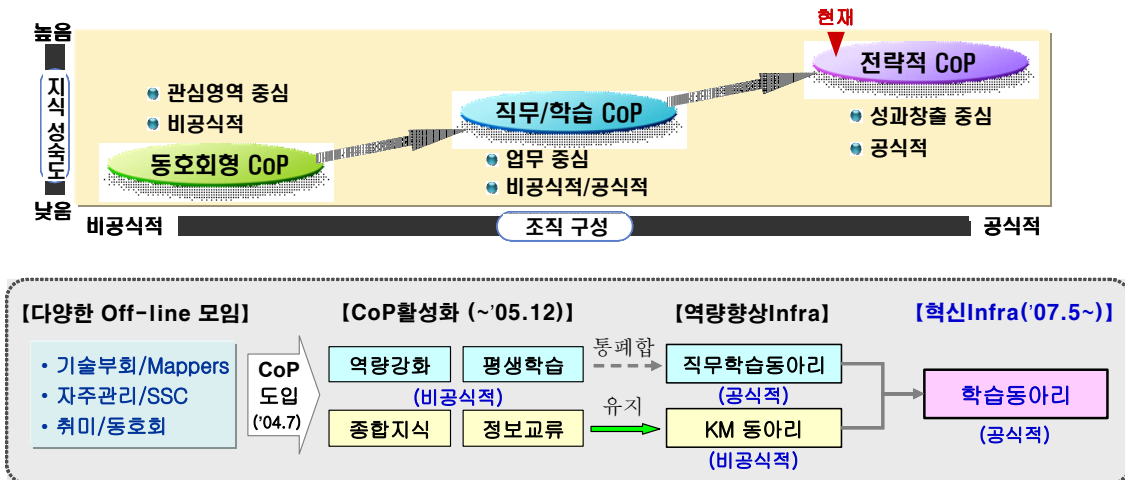 현재
높음
지식 성숙도
낮음
전략적 CoP
• 성과창출 중심
• 공식적
• 관심영역 중심
• 비공식적
직무/학습 CoP
• 업무 중심
• 비공식적/공식적
동호회형 CoP
비공식적
조직 구성
공식적
【다양한 Off-line 모임】
• 기술부회/Mappers
• 자주관리/SSC
• 취미/동호회
CoP
도입
('04.7)
【CoP활성화 (~'05.12)】
역량강화
평생학습
(비공식적)
종합지식
정보교류
통폐합
유지
【역량향상Infra】
직무학습동아리
(공식적)
KM 동아리
(비공식적)
【혁신Infra('07.5~)】
학습동아리
(공식적)